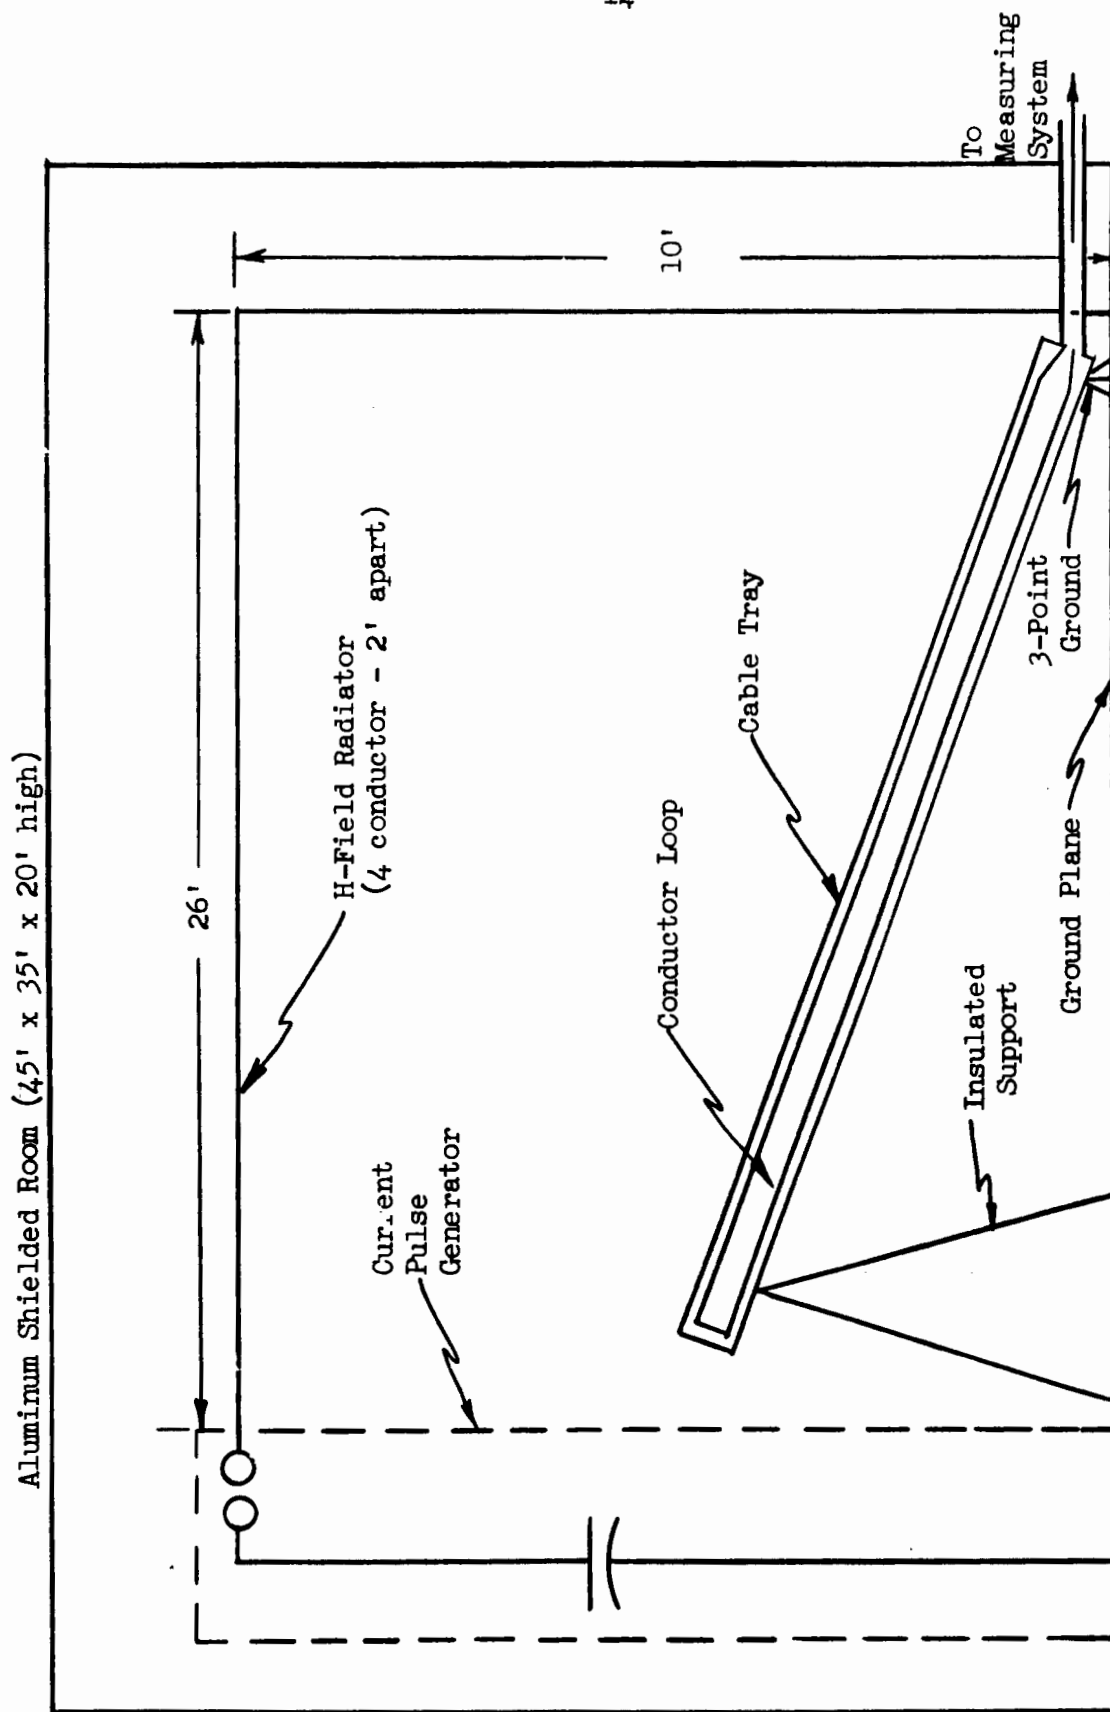 Aluminum Shielded Room (45' x 35' x 20' high)
26'
H-Field Radiator
(4 conductor - 2' apart)
10'
To
Measuring
System
Current
Pulse
Generator
Conductor Loop
Cable Tray
3-Point
Ground
Insulated
Support
Ground Plane